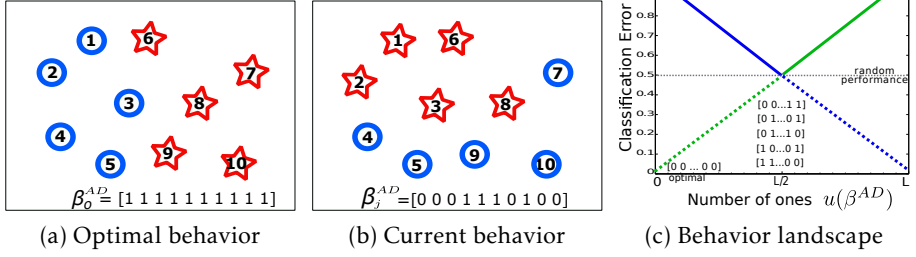 1
6
2
7
3
8
4
9
5
10
β_o^{AD} = [1 1 1 1 1 1 1 1 1 1]
(a) Optimal behavior
1
6
7
2
3
8
4
9
5
10
β_j^{AD} =[0 0 0 1 1 1 0 1 0 0]
(b) Current behavior
Classification Error
0.8
0.5
0.4
0.3
0.2
0.1
0
random
performance
[0 0...1 1]
[0 1...0 1]
[0 1...1 0]
[1 0...0 1]
[1 1...0 0]
[0 0 ... 0 0]
optimal
0
L/2
L
Number of ones u(β^{AD})
(c) Behavior landscape